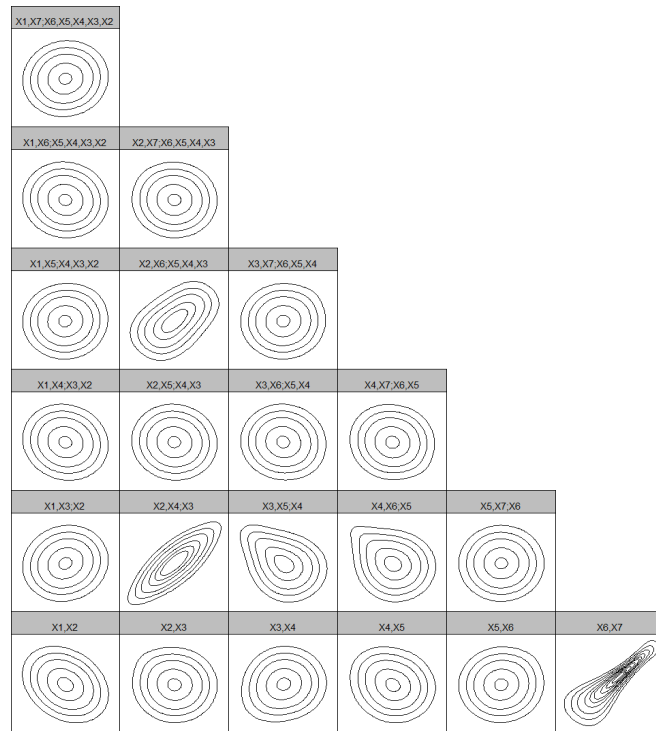 X1,X7;X6,X5,X4,X3,X2
X1,X6;X5,X4,X3,X2 X2,X7;X6,X5,X4,X3
X1,X5;X4,X3,X2 X2,X6;X5,X4,X3 X3,X7;X6,X5,X4
X1,X4;X3,X2 X2,X5;X4,X3 X3,X6;X5,X4 X4,X7;X6,X5
X1,X3;X2 X2,X4;X3 X3,X5;X4 X4,X6;X5 X5,X7;X6
X1,X2 X2,X3 X3,X4 X4,X5 X5,X6 X6,X7